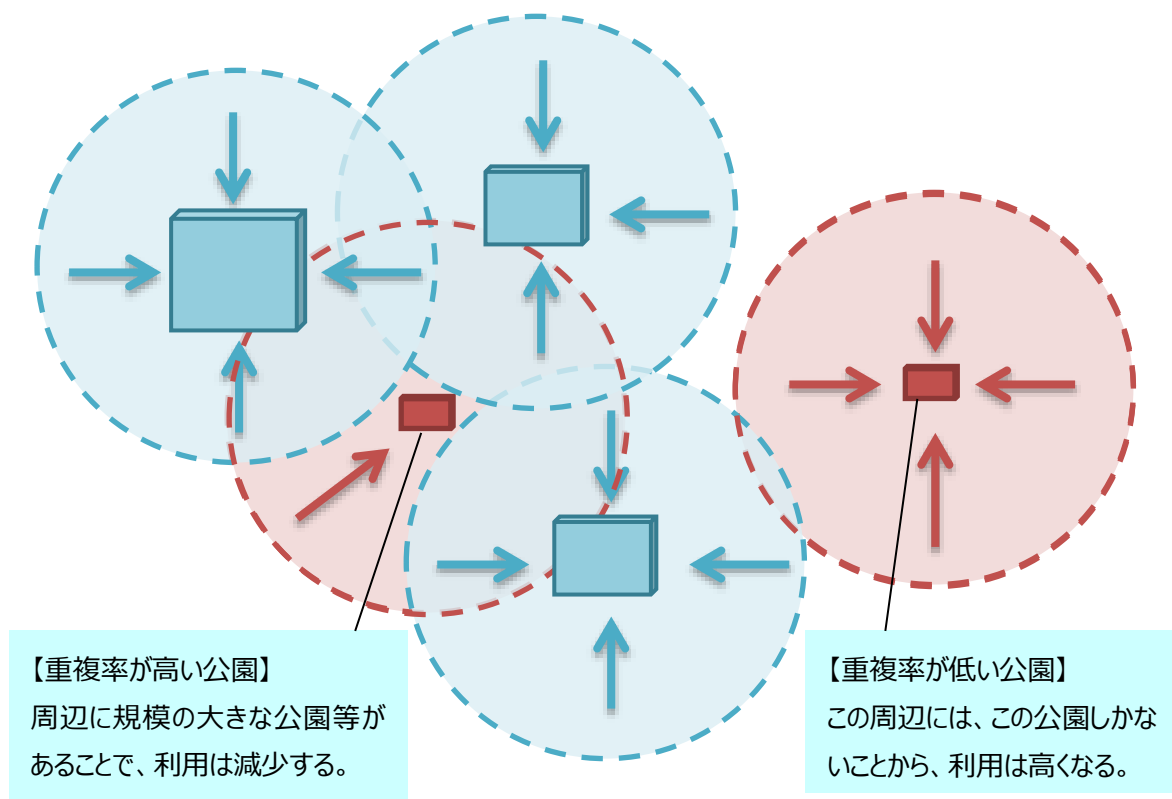 【重複率が高い公園】
周辺に規模の大きな公園等が
あることで、利用は減少する。
【重複率が低い公園】
この周辺には、この公園しかな
いことから、利用は高くなる。